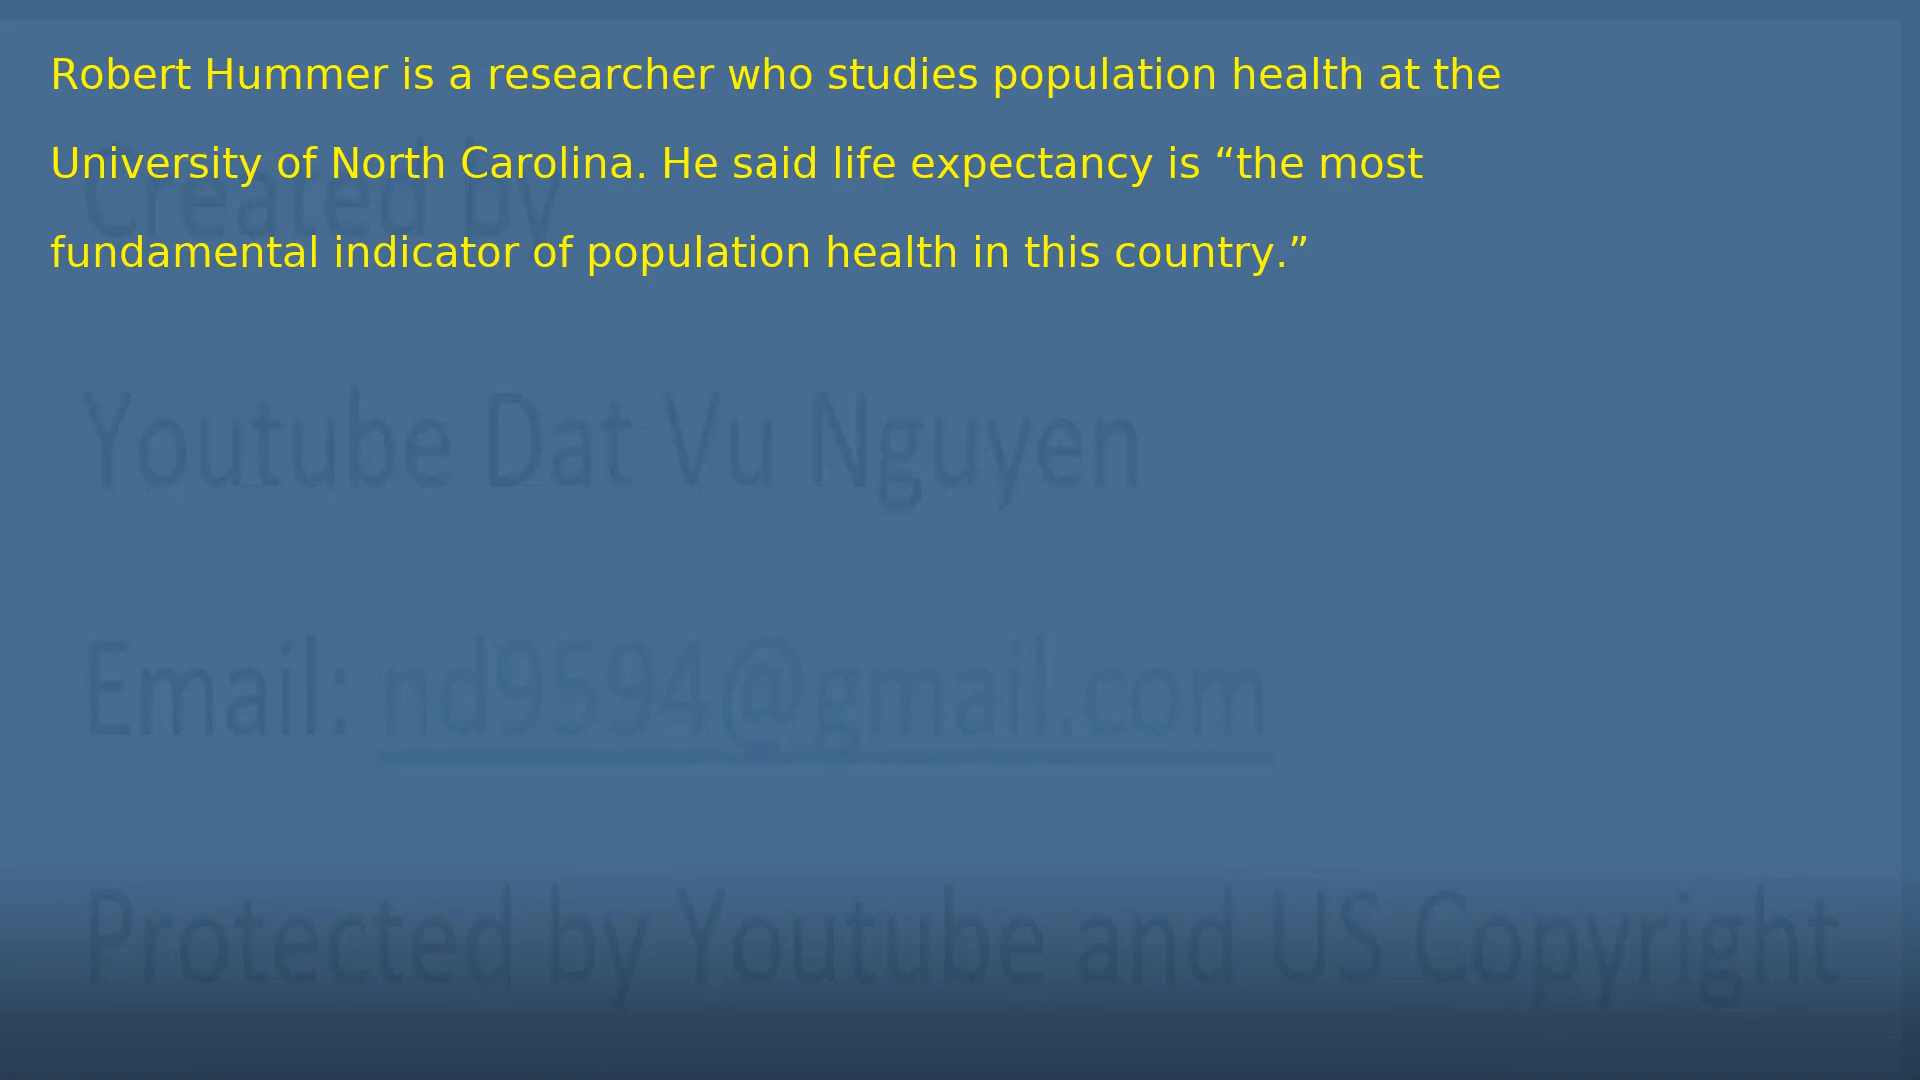 Robert Hummer is a researcher who studies population health at the
University of North Carolina. He said life expectancy is “the most
fundamental indicator of population health in this country.”
Created by
Youtube Dat Vu Nguyen
Email: nd9594@gmail.com
Protected by Youtube and US Copyright